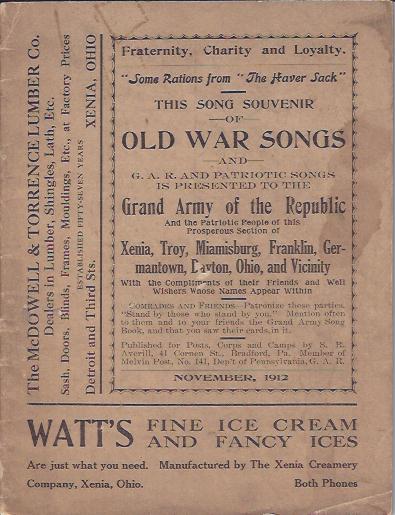 The McDOWELL & TORRENCE LUMBER Co.
Dealers in Lumber, Shingles, Lath, Etc.
Sash, Doors, Blinds, Frames, Mouldings, Etc., at Factory Prices
ESTABLISHED FIFTY-SEVEN YEARS
Detroit and Third Sts. XENIA, OHIO
Fraternity, Charity and Loyalty.
"Some Rations from "The Haver Sack"
THIS SONG SOUVENIR
—OF—
OLD WAR SONGS
—AND—
G. A. R. AND PATRIOTIC SONGS
IS PRESENTED TO THE
Grand Army of the Republic
And the Patriotic People of this
Prosperous Section of
Xenia, Troy, Miamisburg, Franklin, Ger-
mantown, Dayton, Ohio, and Vicinity
With the Compliments of their Friends and Well
Wishers Whose Names Appear Within
COMRADES AND FRIENDS—Patronize these parties.
"Stand by those who stand by you." Mention often
to them and to your friends the Grand Army Song
Book, and that you saw their cards in it.
Published for Posts, Corps and Camps by S. R.
Averill, 41 Cornen St., Bradford, Pa. Member of
Melvin Post, No. 141, Dep't of Pennsylvania, G. A. R.
NOVEMBER, 1912
WATT'S FINE ICE CREAM
AND FANCY ICES
Are just what you need. Manufactured by The Xenia Creamery
Company, Xenia, Ohio. Both Phones